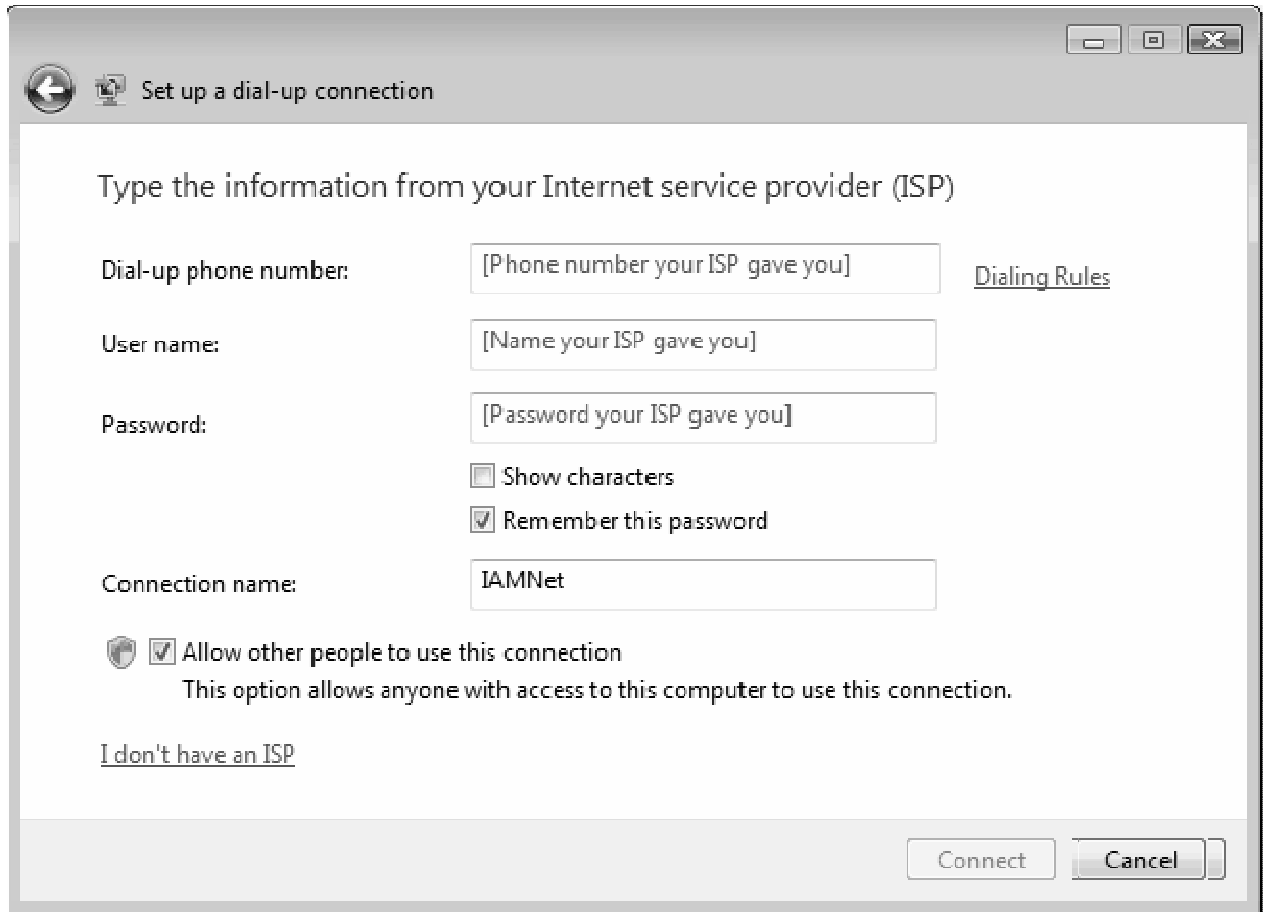 Set up a dial-up connection
Type the information from your Internet service provider (ISP)
Dial-up phone number: [Phone number your ISP gave you] Dialing Rules
User name: [Name your ISP gave you]
Password: [Password your ISP gave you]
Show characters
Remember this password
Connection name: IAMNet
Allow other people to use this connection
This option allows anyone with access to this computer to use this connection.
I don't have an ISP
Connect Cancel